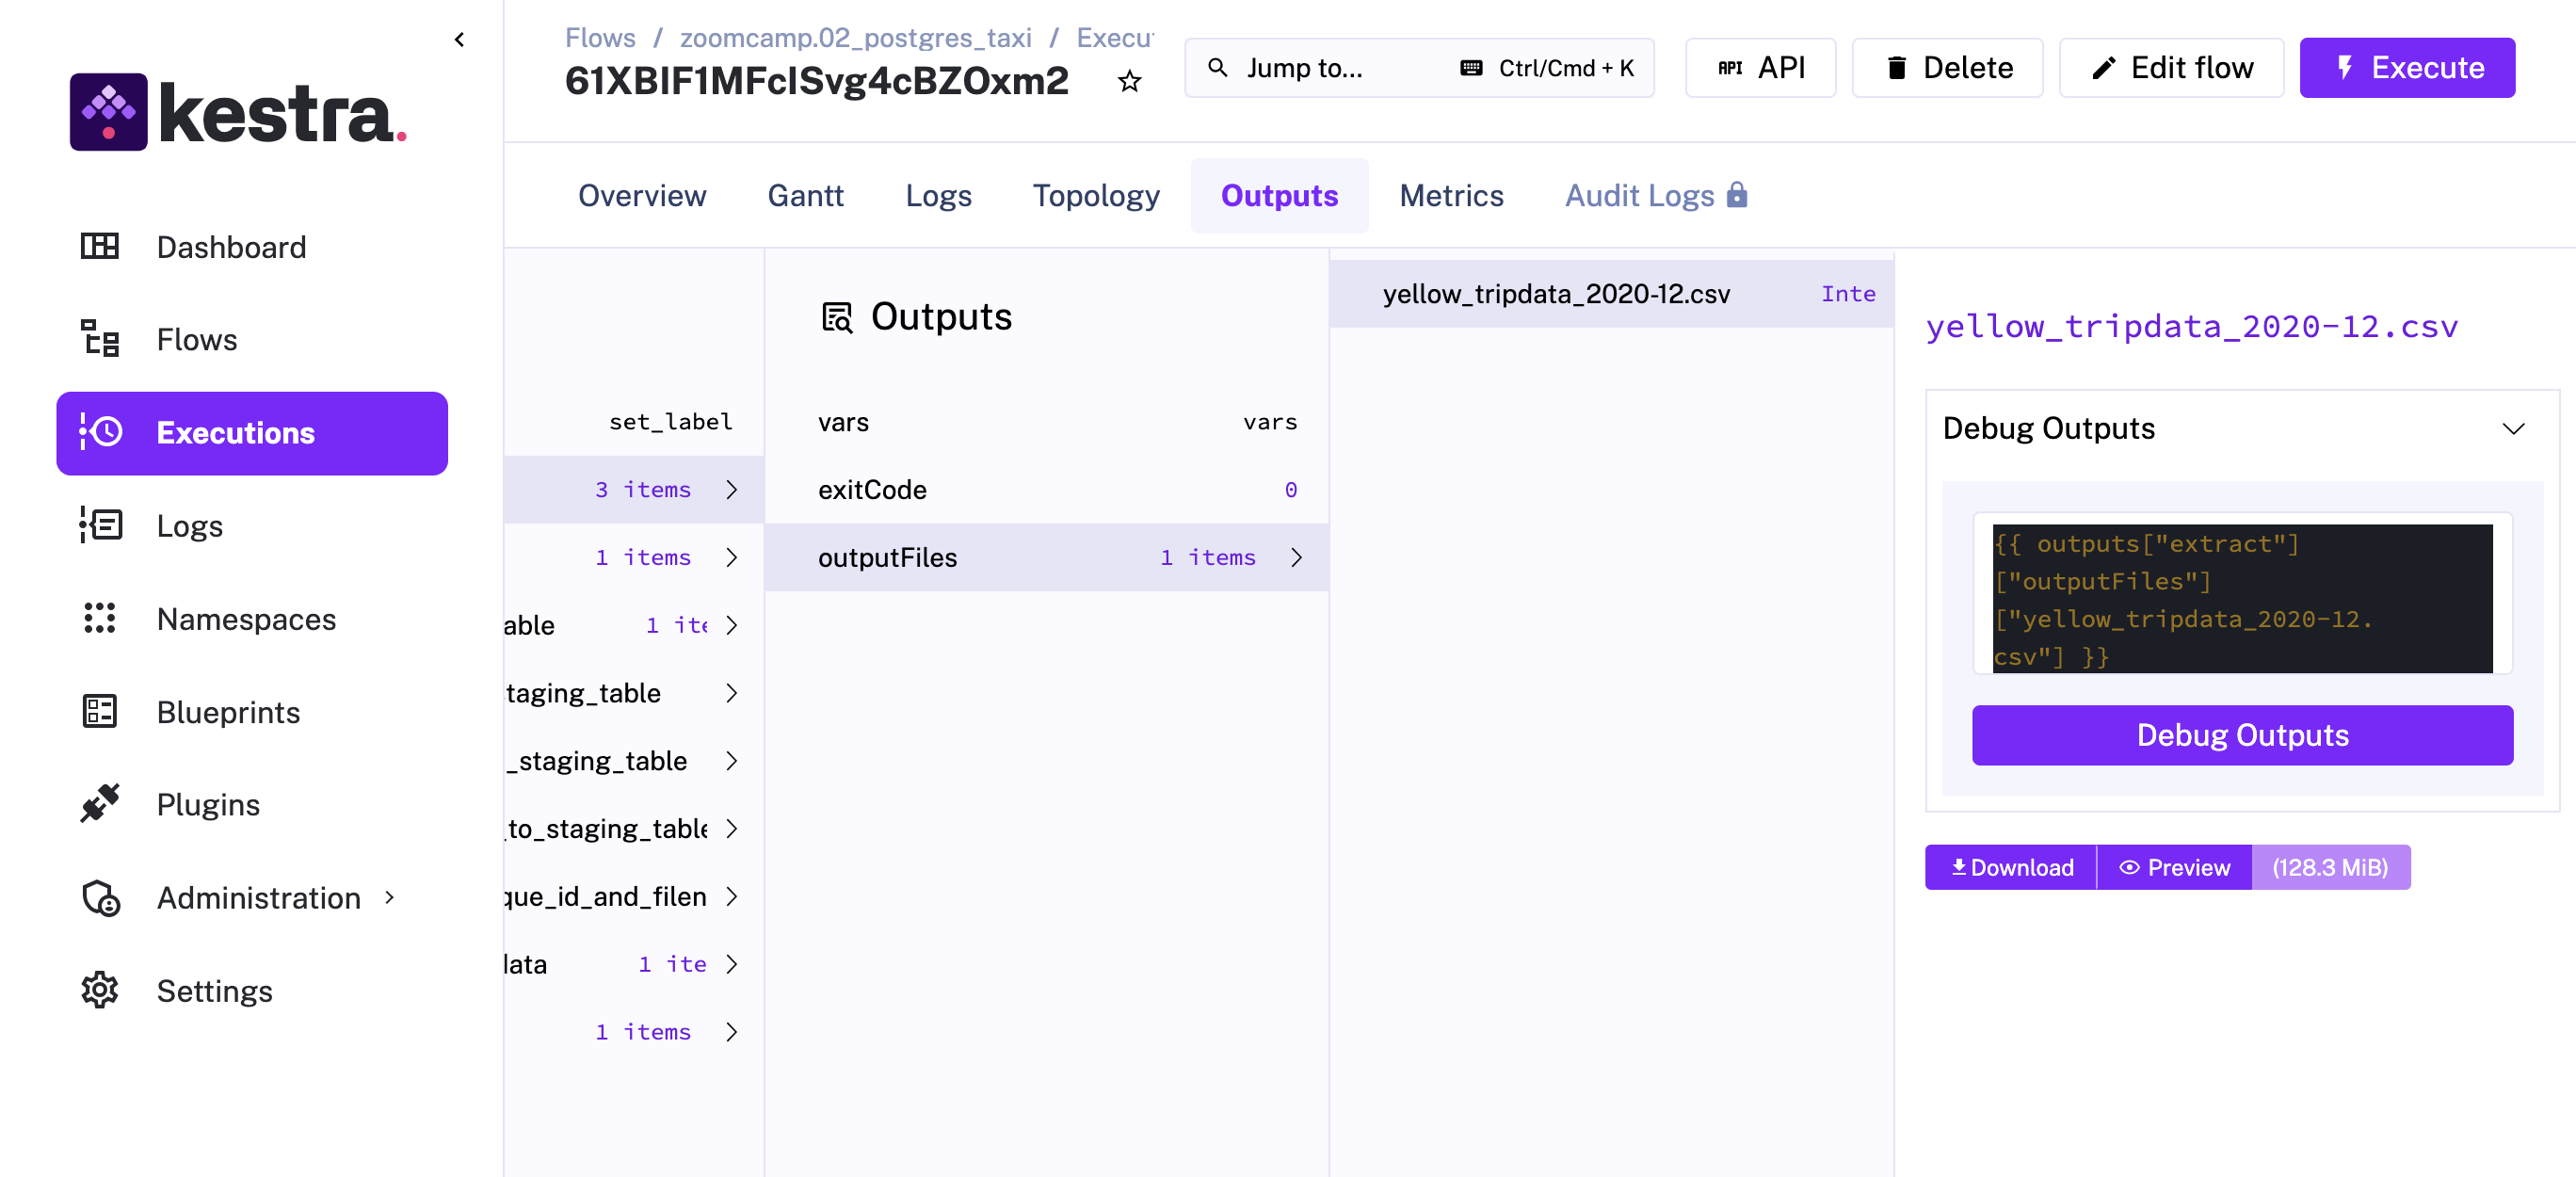 kestra.
Dashboard
Flows
Executions
Logs
Namespaces
Blueprints
Plugins
Administration
Settings
Flows / zoomcamp.02_postgres_taxi / Execu
61XBIF1MFclSvg4cBZOxm2
Jump to...
Ctrl/Cmd + K
API API
Delete
Edit flow
Execute
Overview
Gantt
Logs
Topology
Outputs
Metrics
Audit Logs
set_label
3 items
1 items
able 1 ite
taging_table
_staging_table
_to_staging_table
que_id_and_filen
lata 1 ite
1 items
Outputs
vars vars
exitCode 0
outputFiles 1 items
yellow_tripdata_2020-12.csv Inte
yellow_tripdata_2020-12.csv
Debug Outputs
{{ outputs["extract"]
["outputFiles"]
["yellow_tripdata_2020-12.
csv"] }}
Debug Outputs
Download
Preview
(128.3 MiB)